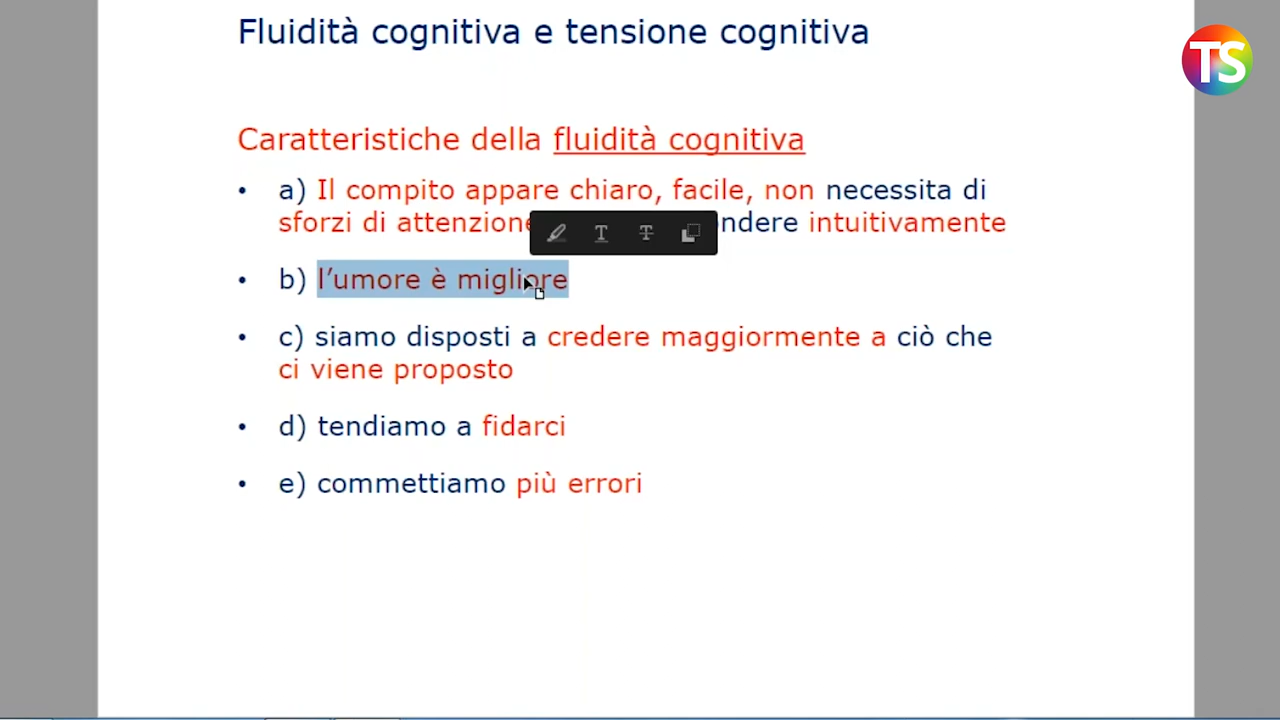 Fluidità cognitiva e tensione cognitiva
TS
Caratteristiche della fluidità cognitiva
• a) Il compito appare chiaro, facile, non necessita di
sforzi di attenzione ndere intuitivamente
• b) l’umore è migliore
• c) siamo disposti a credere maggiormente a ciò che
ci viene proposto
• d) tendiamo a fidarci
• e) commettiamo più errori